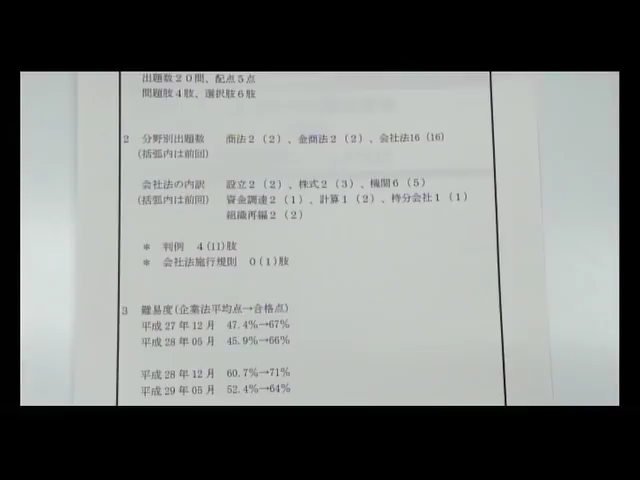 出題数20問、配点5点
問題肢4肢、選択肢6肢
2 分野別出題数 商法2(2)、金商法2(2)、会社法16(16)
(括弧内は前回)
会社法の内訳 設立2(2)、株式2(3)、機関6(5)
(括弧内は前回) 資金調達2(1)、計算1(2)、持分会社1(1)
組織再編2(2)
* 判例 4(11)肢
* 会社法施行規則 0(1)肢
3 難易度(企業法平均点→合格点)
平成27年12月 47.4%→67%
平成28年05月 45.9%→66%
平成28年12月 60.7%→71%
平成29年05月 52.4%→64%